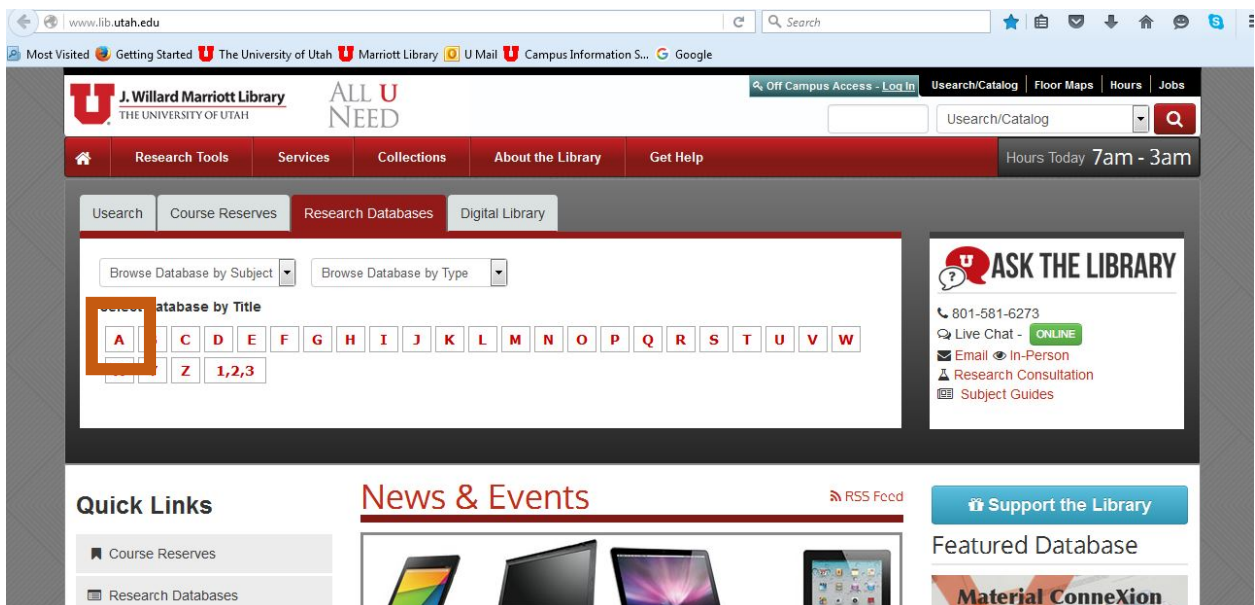 www.lib.utah.edu
Search
Most Visited Getting Started The University of Utah Marriott Library U Mail Campus Information S... Google
J. Willard Marriott Library
THE UNIVERSITY OF UTAH
ALL U
NEED
Off Campus Access - Log In
Usearch/Catalog Floor Maps Hours Jobs
Usearch/Catalog
Research Tools Services Collections About the Library Get Help
Hours Today 7am - 3am
Usearch Course Reserves Research Databases Digital Library
Browse Database by Subject Browse Database by Type
Database by Title
A C D E F G H I J K L M N O P Q R S T U V W
Z 1,2,3
ASK THE LIBRARY
801-581-6273
Live Chat - ONLINE
Email In-Person
Research Consultation
Subject Guides
Quick Links
Course Reserves
Research Databases
News & Events
RSS Feed
Support the Library
Featured Database
Material ConneXion